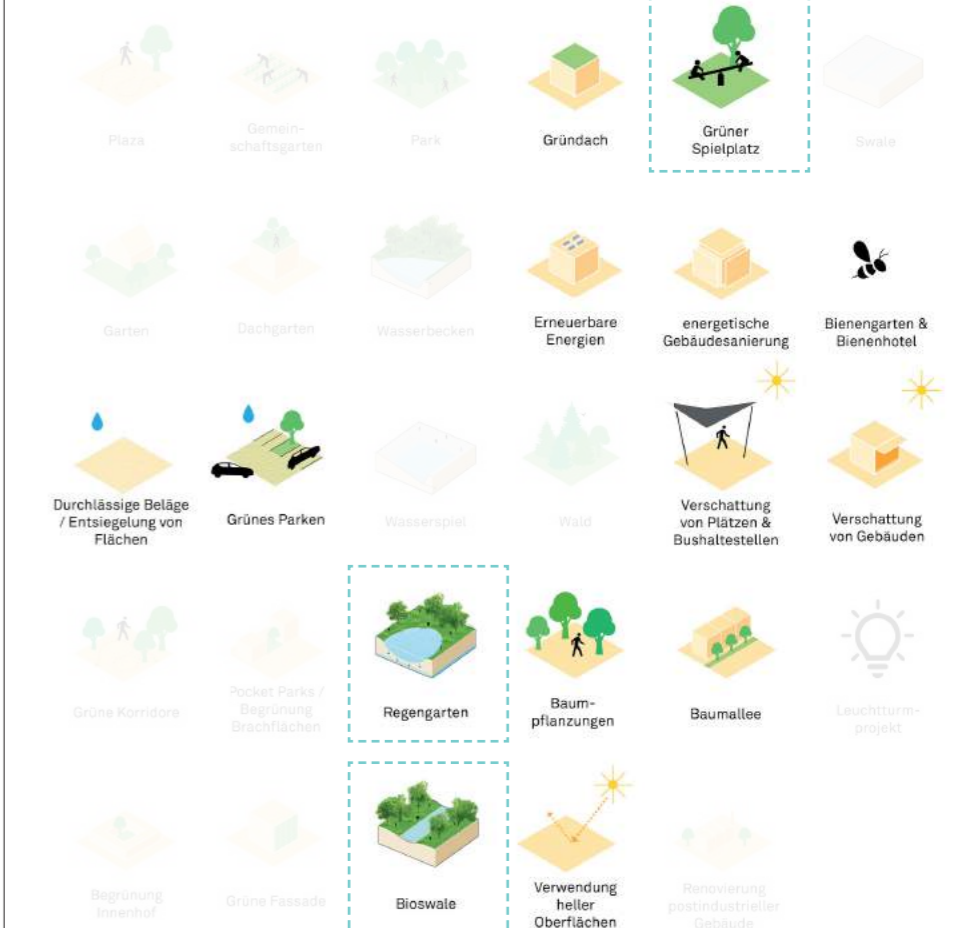 Plaza
Gemein-
schaftsgarten
Park
Gründach
Grüner
Spielplatz
Swale
Garten
Dachgarten
Wasserbecken
Erneuerbare
Energien
energetische
Gebäudesanierung
Bienengarten &
Bienenhotel
Durchlässige Beläge
/ Entsiegelung von
Flächen
Grünes Parken
Wasserspiel
Wald
Verschattung
von Plätzen &
Bushaltestellen
Verschattung
von Gebäuden
Grüne Korridore
Pocket Parks /
Begrünung
Brachflächen
Regengarten
Baum-
pflanzungen
Baumallee
Leuchtturm-
projekt
Begrünung
Innenhof
Grüne Fassade
Bioswale
Verwendung
heller
Oberflächen
Renovierung
postindustrieller
Gebäude